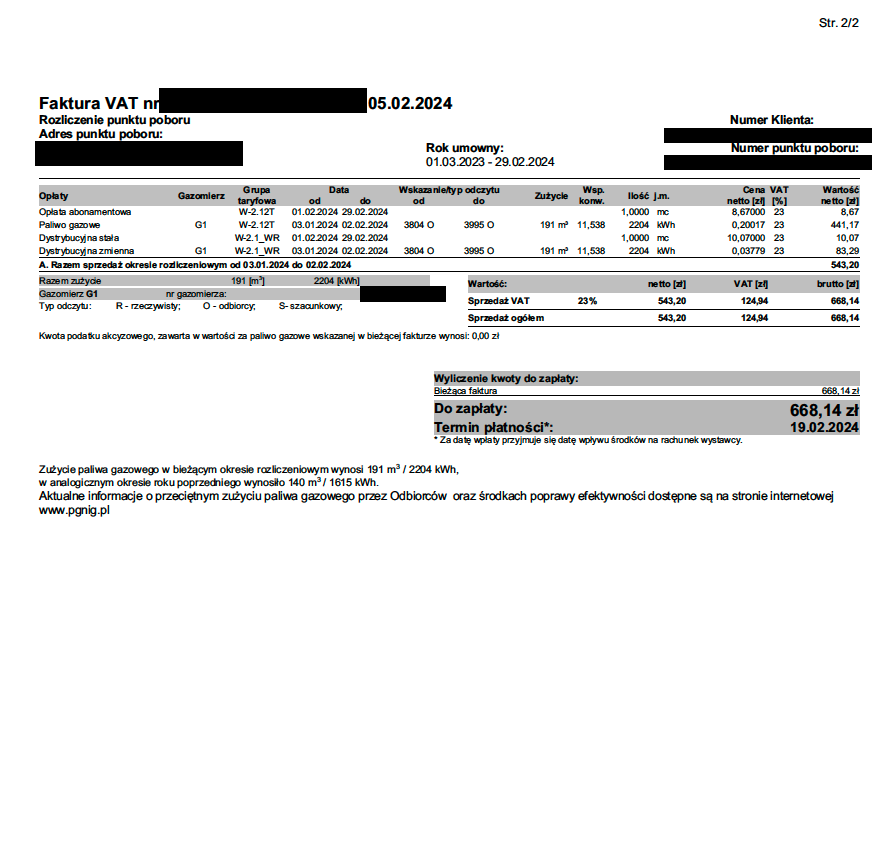 Str. 2/2
Faktura VAT nr 05.02.2024
Rozliczenie punktu poboru
Numer Klienta:
Adres punktu poboru:
Rok umowny:
Numer punktu poboru:
01.03.2023 - 29.02.2024
Opłaty Gazomierz Grupa taryfowa Data od do Wskazanie/typ odczytu od do Zużycie Wsp. konw. Ilość j.m. Cena netto [zł] VAT [%] Wartość netto [zł]
Opłata abonamentowa W-2.12T 01.02.2024 29.02.2024 1,0000 mc 8,67000 23 8,67
Paliwo gazowe G1 W-2.12T 03.01.2024 02.02.2024 3804 O 3995 O 191 m³ 11,538 2204 kWh 0,20017 23 441,17
Dystrybucyjna stała W-2.1_WR 01.02.2024 29.02.2024 1,0000 mc 10,07000 23 10,07
Dystrybucyjna zmienna G1 W-2.1_WR 03.01.2024 02.02.2024 3804 O 3995 O 191 m³ 11,538 2204 kWh 0,03779 23 83,29
A. Razem sprzedaż okresie rozliczeniowym od 03.01.2024 do 02.02.2024 543,20
Razem zużycie 191 [m³] 2204 [kWh]
Gazomierz G1 nr gazomierza:
Typ odczytu: R - rzeczywisty; O - odbiorcy; S- szacunkowy;
Wartość: netto [zł] VAT [zł] brutto [zł]
Sprzedaż VAT 23% 543,20 124,94 668,14
Sprzedaż ogółem 543,20 124,94 668,14
Kwota podatku akcyzowego, zawarta w wartości za paliwo gazowe wskazanej w bieżącej fakturze wynosi: 0,00 zł
Wyliczenie kwoty do zapłaty:
Bieżąca faktura 668,14 zł
Do zapłaty: 668,14 zł
Termin płatności*: 19.02.2024
* Za datę wpłaty przyjmuje się datę wpływu środków na rachunek wystawcy.
Zużycie paliwa gazowego w bieżącym okresie rozliczeniowym wynosi 191 m³ / 2204 kWh,
w analogicznym okresie roku poprzedniego wynosiło 140 m³ / 1615 kWh.
Aktualne informacje o przeciętnym zużyciu paliwa gazowego przez Odbiorców oraz środkach poprawy efektywności dostępne są na stronie internetowej
www.pgnig.pl